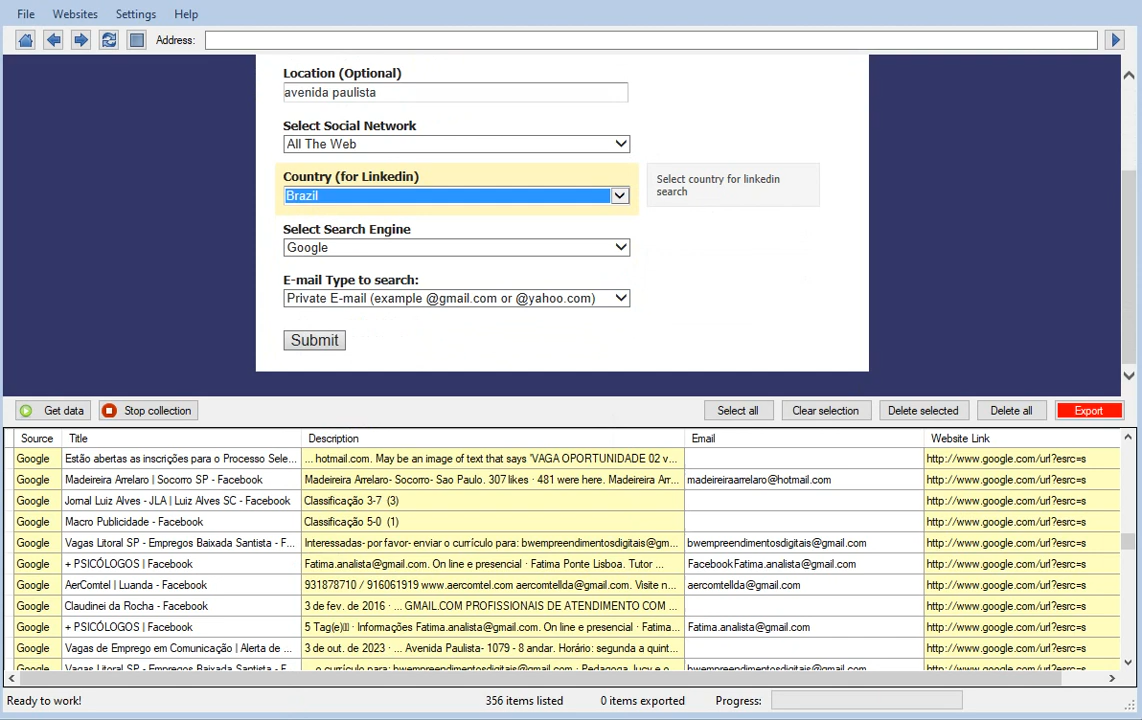 File Websites Settings Help
Address:
Location (Optional)
avenida paulista
Select Social Network
All The Web
Country (for Linkedin)
Brazil
Select country for linkedin
search
Select Search Engine
Google
E-mail Type to search:
Private E-mail (example @gmail.com or @yahoo.com)
Submit
Get data Stop collection Select all Clear selection Delete selected Delete all Export
Source Title Description Email Website Link
Google Estão abertas as inscrições para o Processo Sele... ... hotmail.com. May be an image of text that says 'VAGA OPORTUNIDADE 02 v... http://www.google.com/url?esrc=s
Google Madeireira Arrelaro | Socorro SP - Facebook Madeireira Arrelaro- Socorro- Sao Paulo. 307 likes · 481 were here. Madeireira Arr... madeireiraarrelaro@hotmail.com http://www.google.com/url?esrc=s
Google Jornal Luiz Alves - JLA | Luiz Alves SC - Facebook Classificação 3-7 (3) http://www.google.com/url?esrc=s
Google Macro Publicidade - Facebook Classificação 5-0 (1) http://www.google.com/url?esrc=s
Google Vagas Litoral SP - Empregos Baixada Santista - F... Interessadas- por favor- enviar o currículo para: bwempreendimentosdigitais@gm... bwempreendimentosdigitais@gmail.com http://www.google.com/url?esrc=s
Google + PSICÓLOGOS | Facebook Fatima.analista@gmail.com. On line e presencial · Fatima Ponte Lisboa. Tutor ... FacebookFatima.analista@gmail.com http://www.google.com/url?esrc=s
Google AerComtel | Luanda - Facebook 931878710 / 916061919 www.aercomtel.com aercomtellda@gmail.com. Visite n... aercomtellda@gmail.com http://www.google.com/url?esrc=s
Google Claudinei da Rocha - Facebook 3 de fev. de 2016 · ... GMAIL.COM PROFISSIONAIS DE ATENDIMENTO COM ... http://www.google.com/url?esrc=s
Google + PSICÓLOGOS | Facebook 5 Tag(e) · Informações Fatima.analista@gmail.com. On line e presencial · Fatima... Fatima.analista@gmail.com http://www.google.com/url?esrc=s
Google Vagas de Emprego em Comunicação | Alerta de ... 3 de out. de 2023 ... Avenida Paulista- 1079 - 8 andar. Horário: segunda a quint... http://www.google.com/url?esrc=s
Google Vagas Litoral SP - Empregos Baixada Santista - F... ... o currículo para: bwempreendimentosdigitais@gmail.com · Pedagoga bwempreendimentosdigitais@gmail.com http://www.google.com/url?esrc=s
Ready to work! 356 items listed 0 items exported Progress: